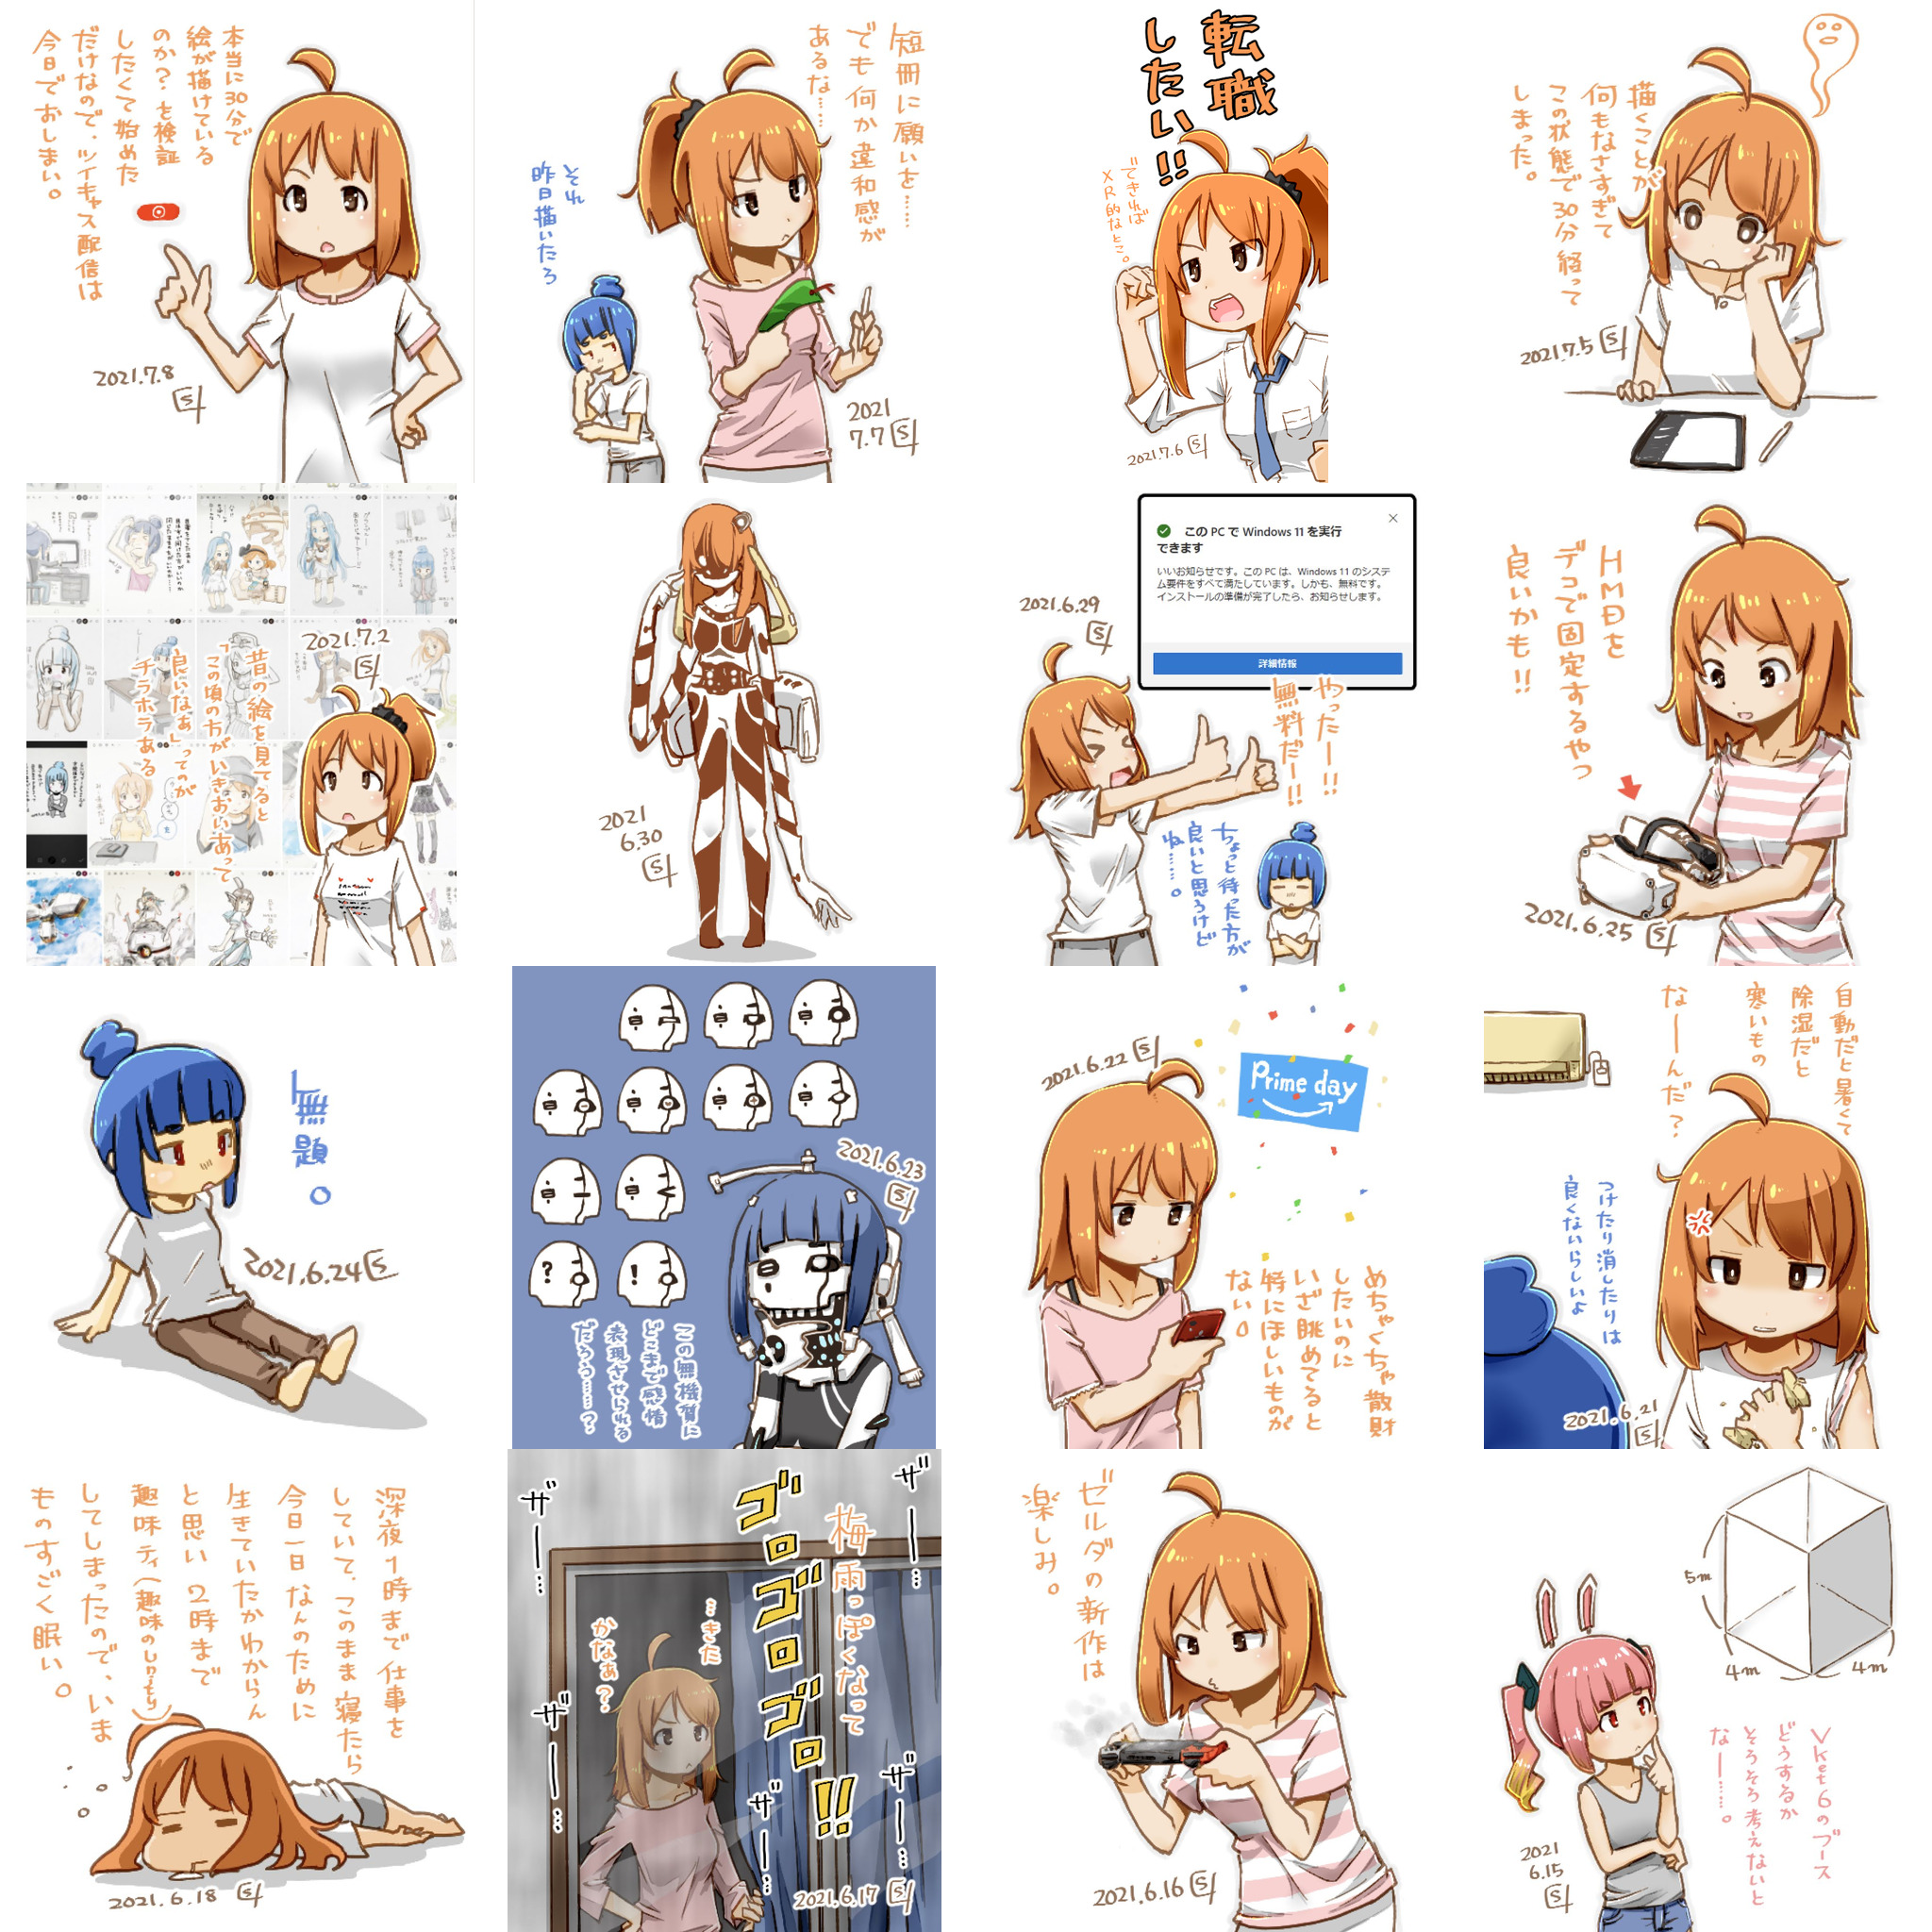 本当に30分で
絵が描けている
のか?を検証
したくて始めた
だけなので、ツイキャス配信は
今日でおしまい。
2021.7.8
短冊に願いを……
でも何か違和感が
あるな……
それ
昨日描いたろ
2021
7.7
転職
したい!!
できれば
XR的なとこ。
2021.7.6
描くことが
何もなさすぎて
この状態で30分経って
しまった。
2021.7.5
2021.7.2
昔の絵を見てると
「この頃の方がいきおいあって
良いなぁ」ってのが
チラホラある
2021
6.30
このPCで Windows 11 を実行
できます
いいお知らせです。この PC は、Windows 11 のシステ
ム要件をすべて満たしています。しかも、無料です。
インストールの準備が完了したら、お知らせします。
詳細情報
2021.6.29
やったー!!
無料だー!!
ちょっと待った方が
良いと思うけど
ね……。
HMDを
デコで固定するやつ
良いかも!!
2021.6.25
無題。
2021.6.24
2021.6.23
?
!
この無機質に
どこまで感情
表現させられる
だろう……?
2021.6.22
Prime day
めちゃくちゃ散財
したいのに
いざ眺めてると
特にほしいものが
ない。
自動だと暑くて
除湿だと
寒いもの
なーんだ?
つけたり消したりは
良くないらしいよ
2021.6.21
深夜1時まで仕事を
していて、このまま寝たら
今日一日なんのために
生きていたかわからん
と思い2時まで
趣味ティ(趣味のしnity)
してしまったので、いま
ものすごく眠い。
2021.6.18
ザー…
ザー…
ゴロゴロゴロ!!
梅雨っぽくなって
…きた
かなぁ?
ザー…
ザー…
ザー…
2021.6.17
ゼルダの新作は
楽しみ。
2021.6.16
5m
4m
4m
Vket6のブース
どうするか
そろそろ考えないと
なー……。
2021
6.15